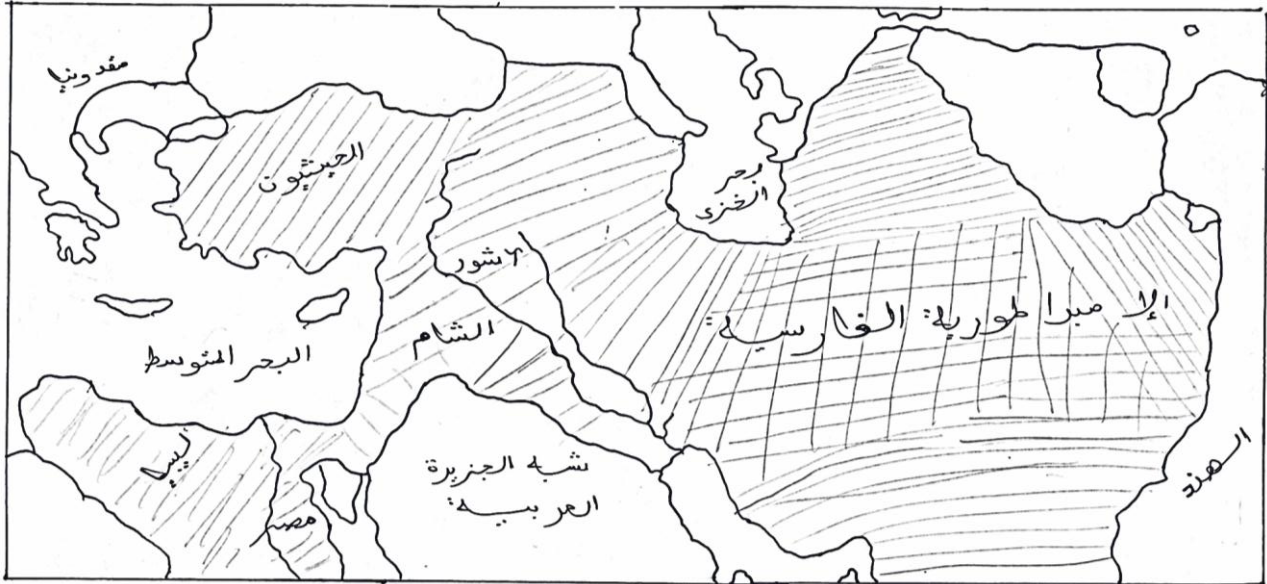 مقدونيا
الحيثيون
بحر
الخزر
آشور
الشام
الإمبراطورية الفارسية
البحر المتوسط
ليبيا
مصر
شبه الجزيرة
العربية
الهند